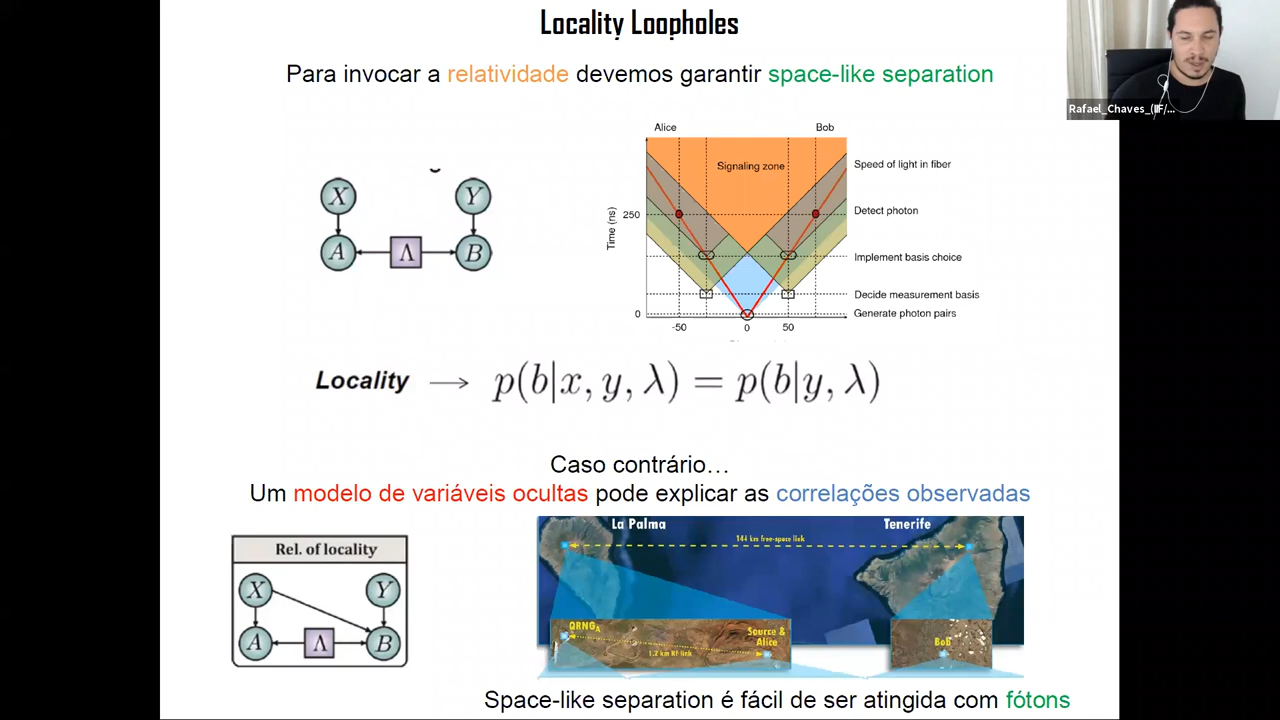 Locality Loopholes
Para invocar a relatividade devemos garantir space-like separation
Rafael_Chaves_(IIF/...
Alice
Bob
Signaling zone
Speed of light in fiber
Detect photon
Implement basis choice
Decide measurement basis
Generate photon pairs
Time (ns)
250
0
-50
0
50
X
Y
A
Λ
B
Locality → p(b|x, y, λ) = p(b|y, λ)
Caso contrário…
Um modelo de variáveis ocultas pode explicar as correlações observadas
Rel. of locality
X
Y
A
Λ
B
La Palma
Tenerife
144 km free-space link
QRNG_A
Source &
Alice
1.2 km RF link
Bob
Space-like separation é fácil de ser atingida com fótons